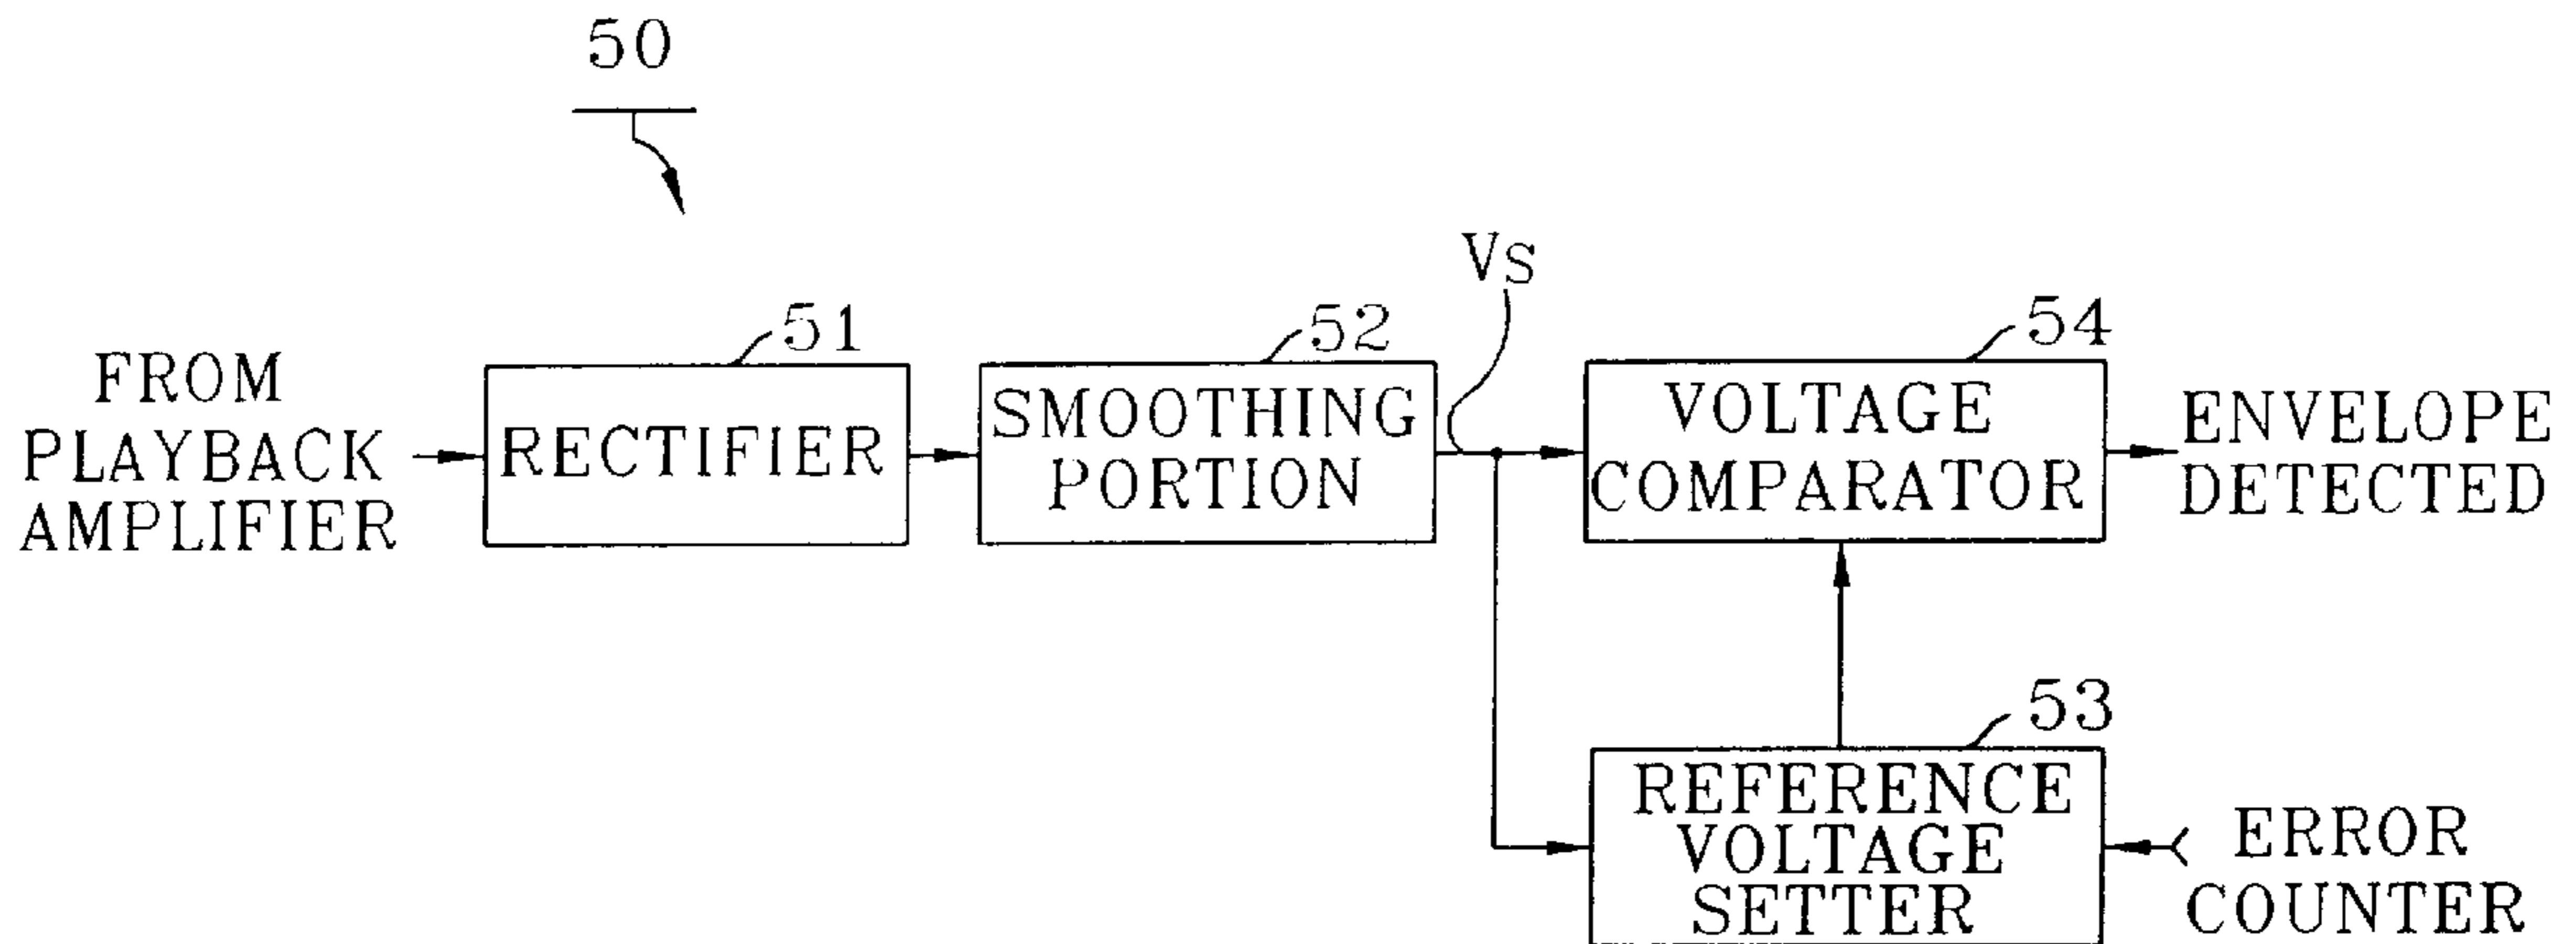 50
VS
51
52
54
FROM
PLAYBACK
AMPLIFIER
RECTIFIER
SMOOTHING
PORTION
VOLTAGE
COMPARATOR
ENVELOPE
DETECTED
53
REFERENCE
VOLTAGE
SETTER
ERROR
COUNTER